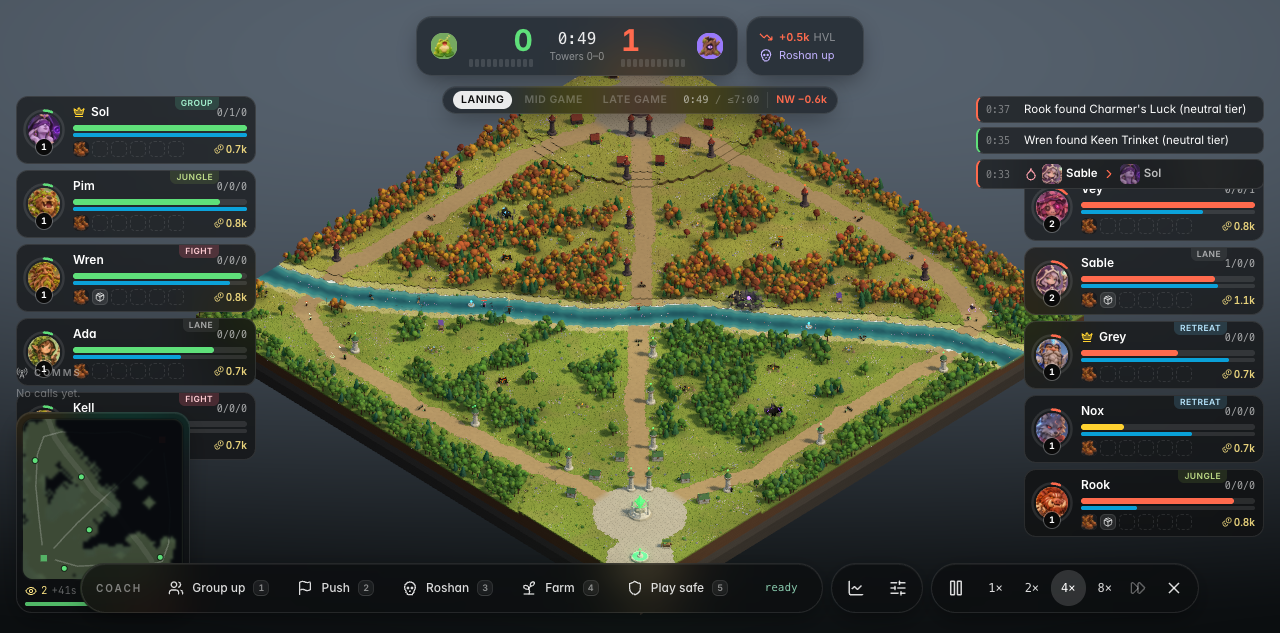 0 0:49 1
Towers 0–0
+0.5k HVL
Roshan up
LANING MID GAME LATE GAME 0:49 / ≤7:00 NW −0.6k
GROUP
Sol 0/1/0
1
0.7k
JUNGLE
Pim 0/0/0
1
0.8k
FIGHT
Wren 0/0/0
1
0.8k
LANE
Ada 0/0/0
1
0.7k
COMMS
No calls yet.
FIGHT
Kell 0/0/0
0.7k
2 +41s
0:37 Rook found Charmer's Luck (neutral tier)
0:35 Wren found Keen Trinket (neutral tier)
0:33 Sable > Sol
Vey 0/0/1
2
0.8k
LANE
Sable 1/0/0
2
1.1k
RETREAT
Grey 0/0/0
1
0.7k
RETREAT
Nox 0/0/0
1
0.7k
JUNGLE
Rook 0/0/0
1
0.8k
COACH Group up 1 Push 2 Roshan 3 Farm 4 Play safe 5 ready
1× 2× 4× 8×